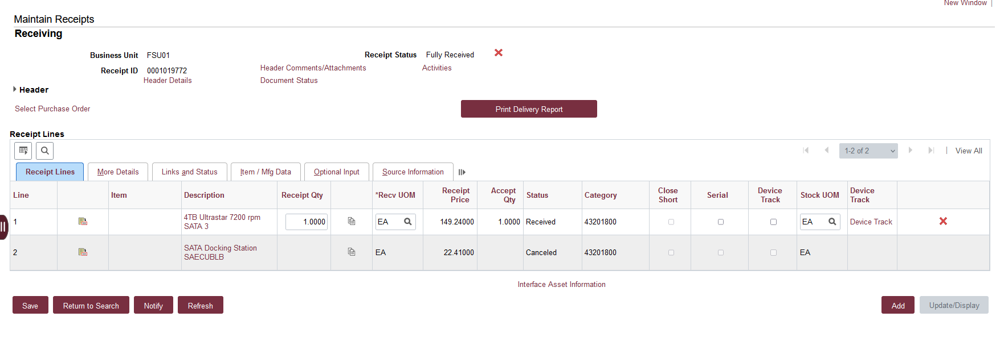 New Window
Maintain Receipts
Receiving
Business Unit FSU01 Receipt Status Fully Received
Receipt ID 0001019772 Header Comments/Attachments Activities
Header Details Document Status
Header
Select Purchase Order Print Delivery Report
Receipt Lines
1-2 of 2 View All
Receipt Lines More Details Links and Status Item / Mfg Data Optional Input Source Information
Line Item Description Receipt Qty *Recv UOM Receipt Price Accept Qty Status Category Close Short Serial Device Track Stock UOM Device Track
1 4TB Ultrastar 7200 rpm SATA 3 1.0000 EA 149.24000 1.0000 Received 43201800 EA Device Track
2 SATA Docking Station SAECUBLB EA 22.41000 Canceled 43201800 EA
Interface Asset Information
Save Return to Search Notify Refresh Add Update/Display